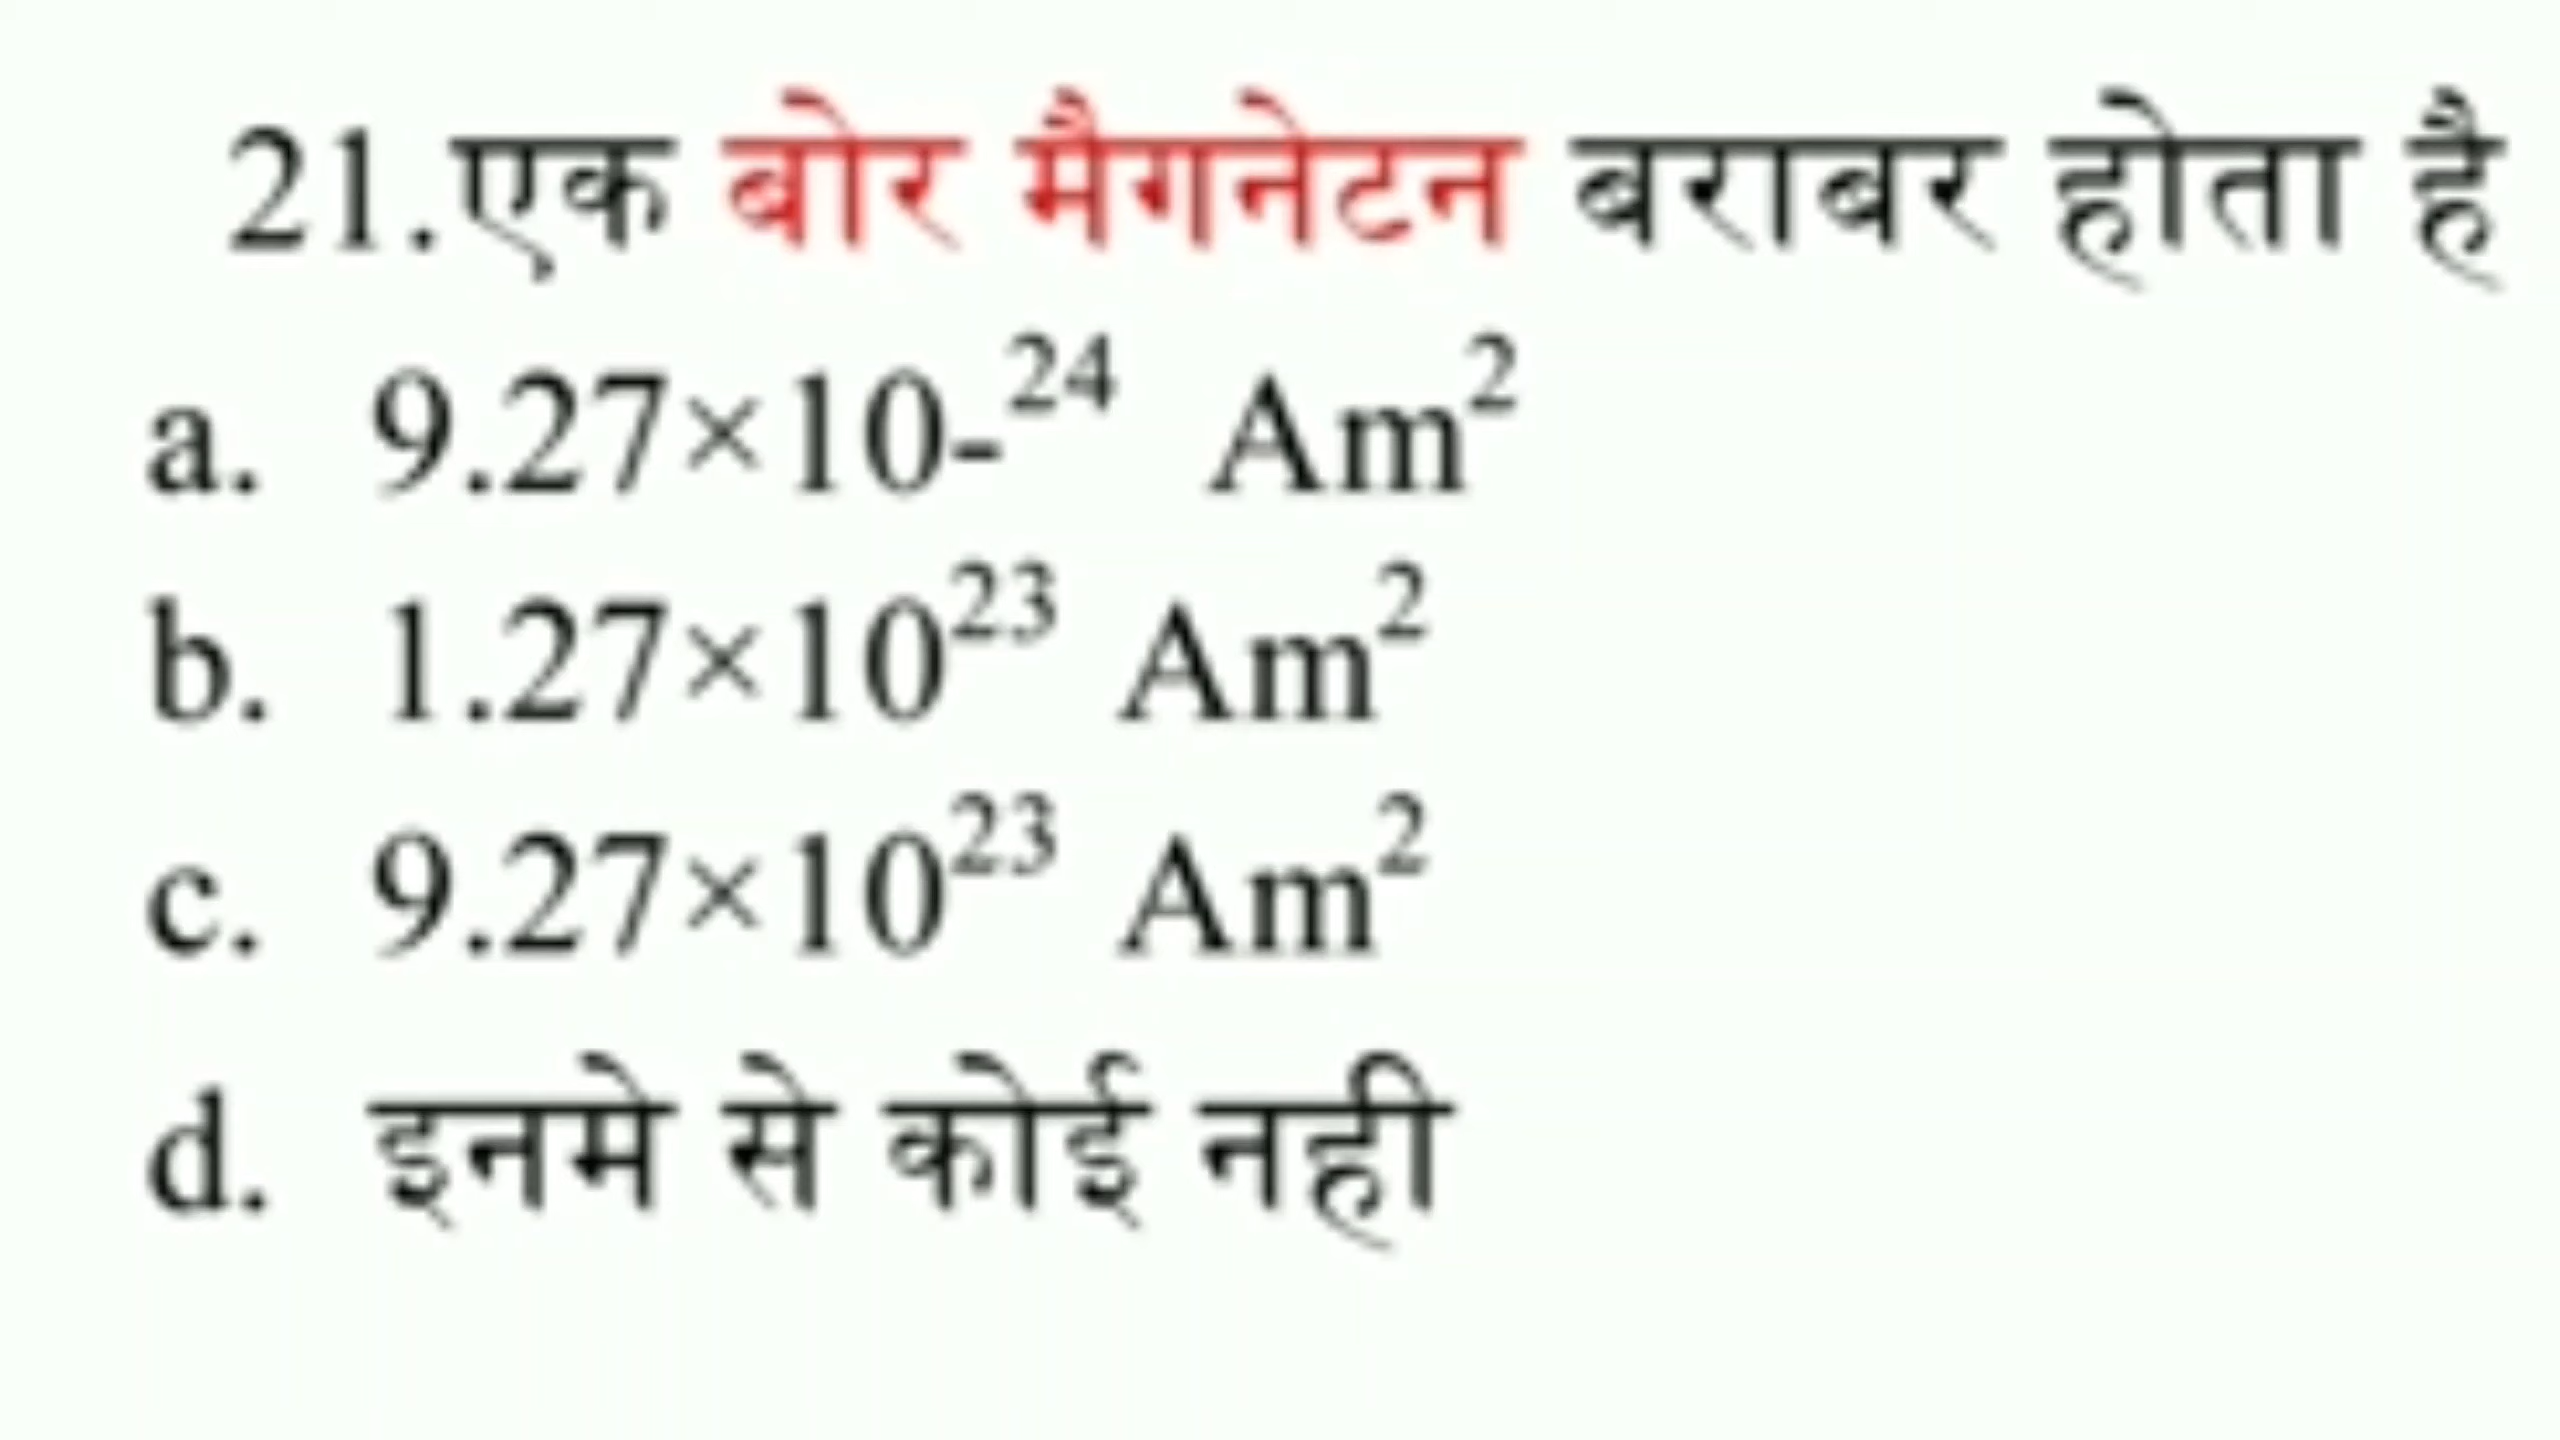 21.एक बोर मैगनेटन बराबर होता है
a. 9.27×10-²⁴ Am²
b. 1.27×10²³ Am²
c. 9.27×10²³ Am²
d. इनमे से कोई नही